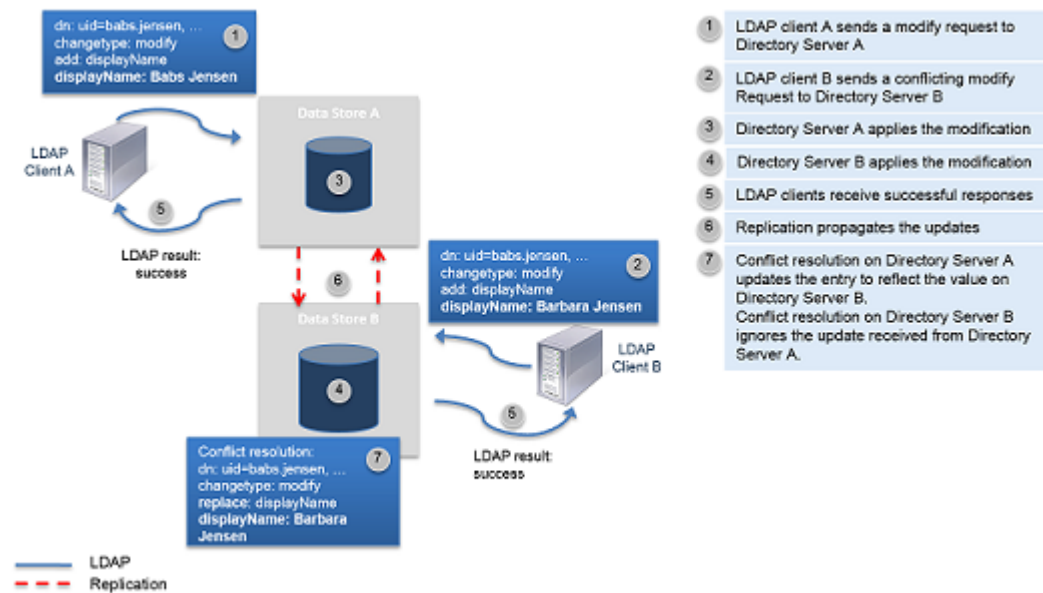 dn: uid=babs.jensen, ...
changetype: modify
add: displayName
displayName: Babs Jensen
1
Data Store A
LDAP
Client A
3
5
LDAP result:
success
6
dn: uid=babs.jensen, ...
changetype: modify
add: displayName
displayName: Barbara Jensen
2
Data Store B
4
LDAP
Client B
5
LDAP result:
success
Conflict resolution:
dn: uid=babs.jensen, ...
changetype: modify
replace: displayName
displayName: Barbara
Jensen
7
LDAP
Replication
1
LDAP client A sends a modify request to
Directory Server A
2
LDAP client B sends a conflicting modify
Request to Directory Server B
3
Directory Server A applies the modification
4
Directory Server B applies the modification
5
LDAP clients receive successful responses
6
Replication propagates the updates
7
Conflict resolution on Directory Server A
updates the entry to reflect the value on
Directory Server B.
Conflict resolution on Directory Server B
ignores the update received from Directory
Server A.